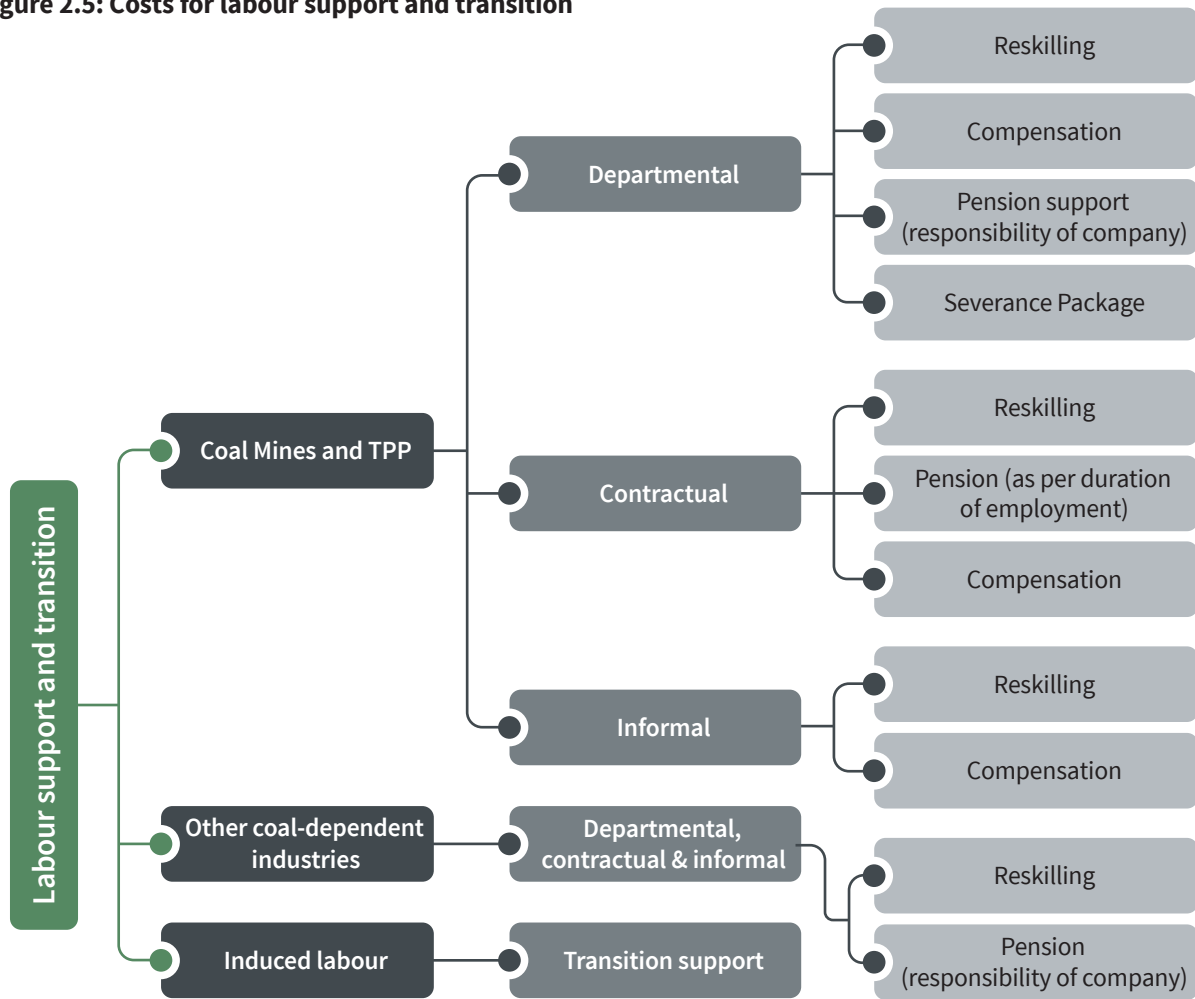 gure 2.5: Costs for labour support and transition
Labour support and transition
Coal Mines and TPP
Departmental
Reskilling
Compensation
Pension support
(responsibility of company)
Severance Package
Contractual
Reskilling
Pension (as per duration
of employment)
Compensation
Informal
Reskilling
Compensation
Other coal-dependent
industries
Departmental,
contractual & informal
Reskilling
Pension
(responsibility of company)
Induced labour
Transition support